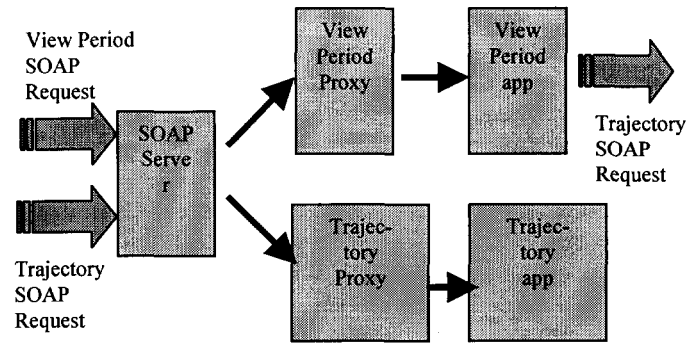 View Period
SOAP
Request
SOAP
Serve
r
View
Period
Proxy
View
Period
app
Trajectory
SOAP
Request
Trajectory
SOAP
Request
Trajec-
tory
Proxy
Trajec-
tory
app